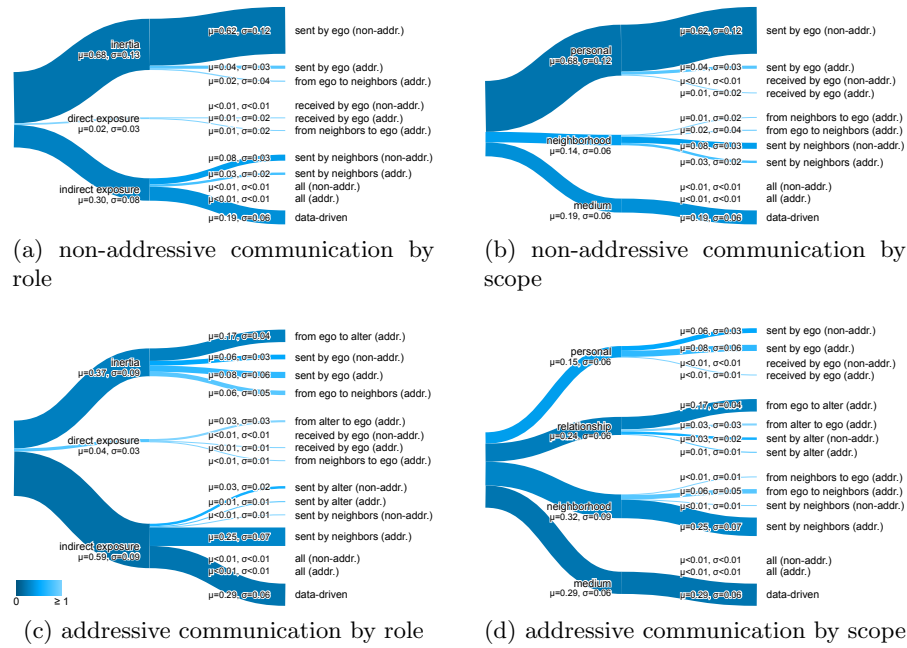 inertia
μ=0.68, σ=0.13
μ=0.62, σ=0.12
sent by ego (non-addr.)
μ=0.04, σ=0.03
sent by ego (addr.)
μ=0.02, σ=0.04
from ego to neighbors (addr.)
direct exposure
μ=0.02, σ=0.03
μ<0.01, σ<0.01
received by ego (non-addr.)
μ=0.01, σ=0.02
received by ego (addr.)
μ=0.01, σ=0.02
from neighbors to ego (addr.)
indirect exposure
μ=0.30, σ=0.08
μ=0.08, σ=0.03
sent by neighbors (non-addr.)
μ=0.03, σ=0.02
sent by neighbors (addr.)
μ<0.01, σ<0.01
all (non-addr.)
μ<0.01, σ<0.01
all (addr.)
μ=0.19, σ=0.06
data-driven
(a) non-addressive communication by
role
personal
μ=0.68, σ=0.12
μ=0.62, σ=0.12
sent by ego (non-addr.)
μ=0.04, σ=0.03
sent by ego (addr.)
μ<0.01, σ<0.01
received by ego (non-addr.)
μ=0.01, σ=0.02
received by ego (addr.)
neighborhood
μ=0.14, σ=0.06
μ=0.01, σ=0.02
from neighbors to ego (addr.)
μ=0.02, σ=0.04
from ego to neighbors (addr.)
μ=0.08, σ=0.03
sent by neighbors (non-addr.)
μ=0.03, σ=0.02
sent by neighbors (addr.)
medium
μ=0.19, σ=0.06
μ<0.01, σ<0.01
all (non-addr.)
μ<0.01, σ<0.01
all (addr.)
μ=0.19, σ=0.06
data-driven
(b) non-addressive communication by
scope
inertia
μ=0.37, σ=0.09
μ=0.17, σ=0.04
from ego to alter (addr.)
μ=0.06, σ=0.03
sent by ego (non-addr.)
μ=0.08, σ=0.06
sent by ego (addr.)
μ=0.06, σ=0.05
from ego to neighbors (addr.)
direct exposure
μ=0.04, σ=0.03
μ=0.03, σ=0.03
from alter to ego (addr.)
μ<0.01, σ<0.01
received by ego (non-addr.)
μ<0.01, σ=0.01
received by ego (addr.)
μ<0.01, σ=0.01
from neighbors to ego (addr.)
indirect exposure
μ=0.59, σ=0.09
μ=0.03, σ=0.02
sent by alter (non-addr.)
μ=0.01, σ=0.01
sent by alter (addr.)
μ<0.01, σ=0.01
sent by neighbors (non-addr.)
μ=0.25, σ=0.07
sent by neighbors (addr.)
μ<0.01, σ<0.01
all (non-addr.)
μ<0.01, σ<0.01
all (addr.)
μ=0.29, σ=0.06
data-driven
0
≥ 1
(c) addressive communication by role
personal
μ=0.15, σ=0.06
μ=0.06, σ=0.03
sent by ego (non-addr.)
μ=0.08, σ=0.06
sent by ego (addr.)
μ<0.01, σ<0.01
received by ego (non-addr.)
μ<0.01, σ=0.01
received by ego (addr.)
relationship
μ=0.24, σ=0.06
μ=0.17, σ=0.04
from ego to alter (addr.)
μ=0.03, σ=0.03
from alter to ego (addr.)
μ=0.03, σ=0.02
sent by alter (non-addr.)
μ=0.01, σ=0.01
sent by alter (addr.)
neighborhood
μ=0.32, σ=0.09
μ<0.01, σ=0.01
from neighbors to ego (addr.)
μ=0.06, σ=0.05
from ego to neighbors (addr.)
μ<0.01, σ=0.01
sent by neighbors (non-addr.)
μ=0.25, σ=0.07
sent by neighbors (addr.)
medium
μ=0.29, σ=0.06
μ<0.01, σ<0.01
all (non-addr.)
μ<0.01, σ<0.01
all (addr.)
μ=0.29, σ=0.06
data-driven
(d) addressive communication by scope